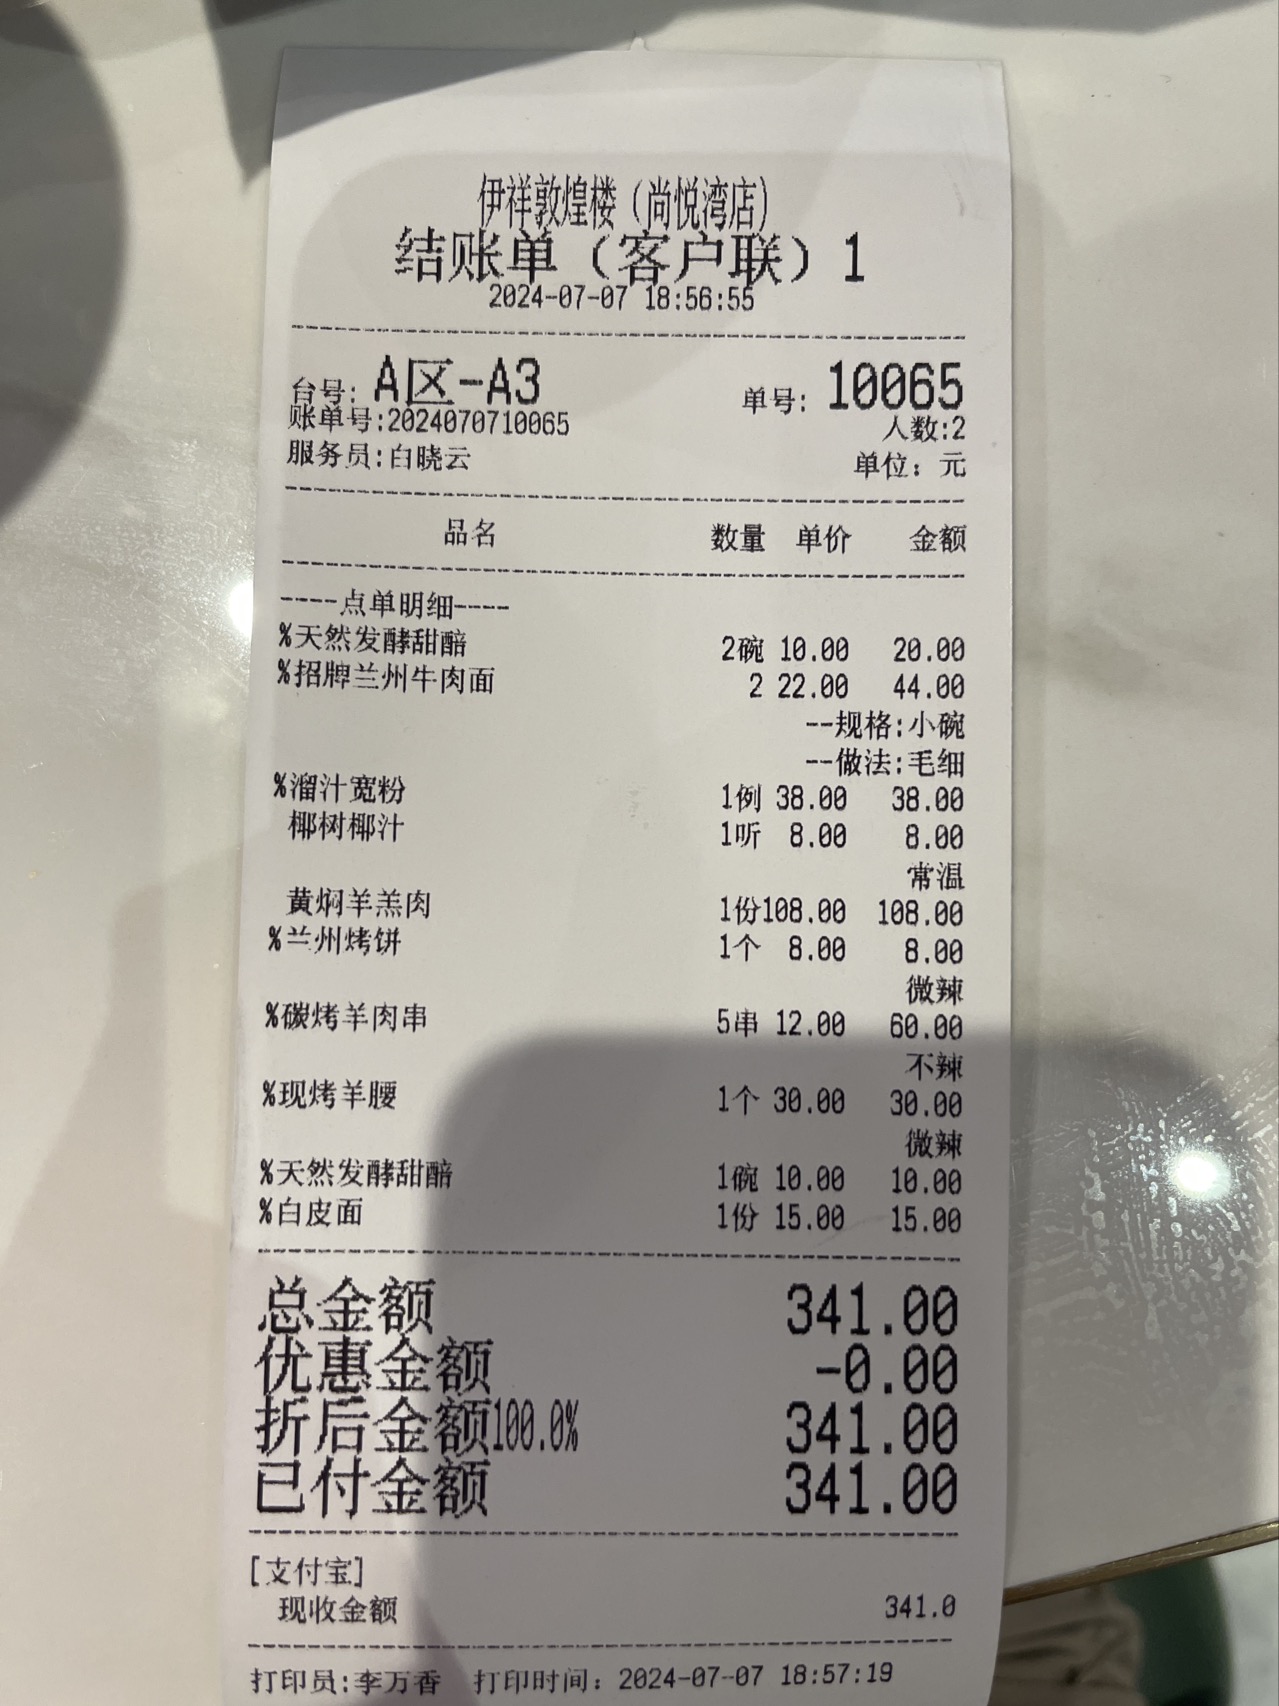 伊祥敦煌楼（尚悦湾店）
结账单（客户联）1
2024-07-07 18:56:55
台号: A区-A3 单号: 10065
账单号:2024070710065 人数:2
服务员:白晓云 单位: 元
品名 数量 单价 金额
----点单明细----
%天然发酵甜醅 2碗 10.00 20.00
%招牌兰州牛肉面 2 22.00 44.00
--规格:小碗
--做法:毛细
%溜汁宽粉 1例 38.00 38.00
椰树椰汁 1听 8.00 8.00
常温
黄焖羊羔肉 1份108.00 108.00
%兰州烤饼 1个 8.00 8.00
微辣
%碳烤羊肉串 5串 12.00 60.00
不辣
%现烤羊腰 1个 30.00 30.00
微辣
%天然发酵甜醅 1碗 10.00 10.00
%白皮面 1份 15.00 15.00
总金额 341.00
优惠金额 -0.00
折后金额100.0% 341.00
已付金额 341.00
[支付宝]
现收金额 341.0
打印员:李万香 打印时间: 2024-07-07 18:57:19